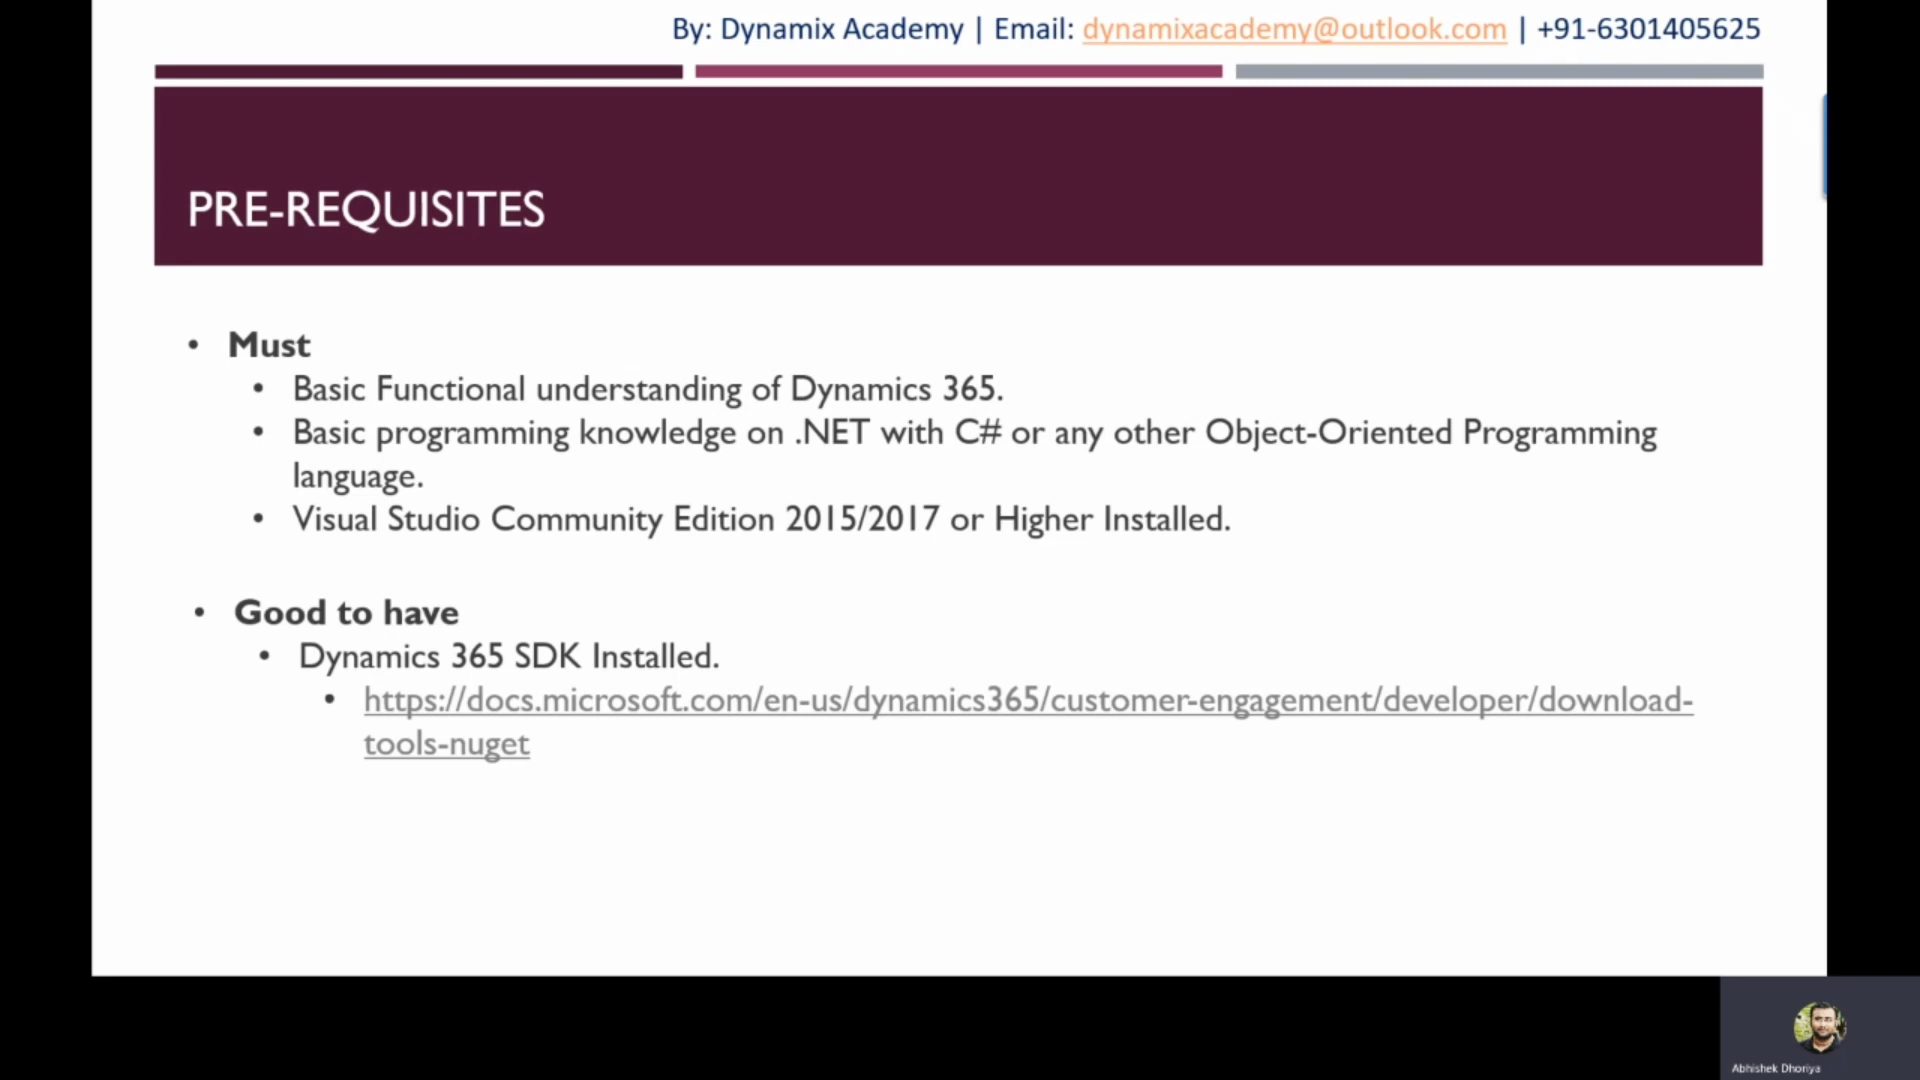 By: Dynamix Academy | Email: dynamixacademy@outlook.com | +91-6301405625
PRE-REQUISITES
• Must
• Basic Functional understanding of Dynamics 365.
• Basic programming knowledge on .NET with C# or any other Object-Oriented Programming
language.
• Visual Studio Community Edition 2015/2017 or Higher Installed.
• Good to have
• Dynamics 365 SDK Installed.
• https://docs.microsoft.com/en-us/dynamics365/customer-engagement/developer/download-
tools-nuget
Abhishek Dhoriya